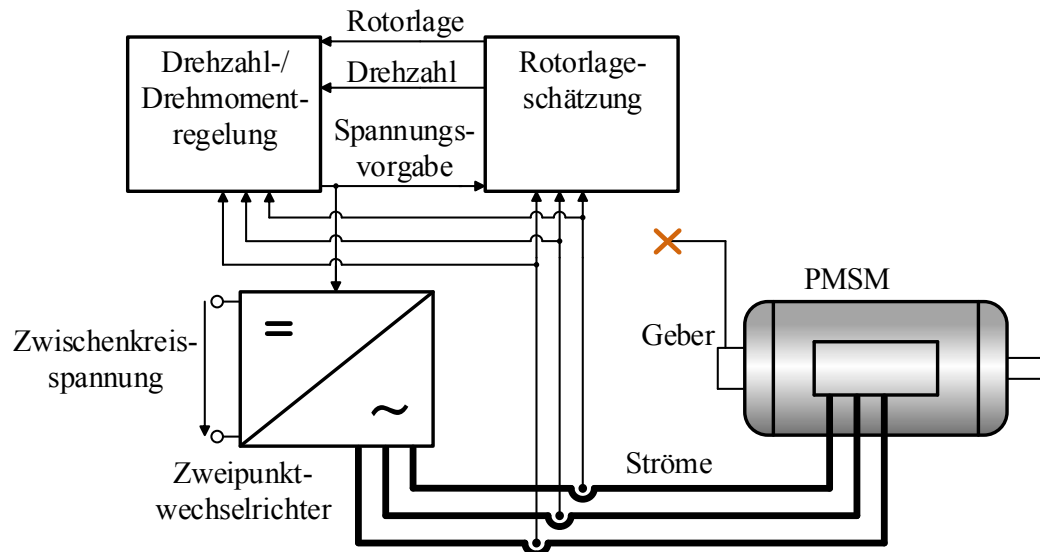 Rotorlage
Drehzahl-/
Drehmoment-
regelung
Drehzahl
Rotorlage-
schätzung
Spannungs-
vorgabe
PMSM
Geber
=
~
Zwischenkreis-
spannung
Zweipunkt-
wechselrichter
Ströme